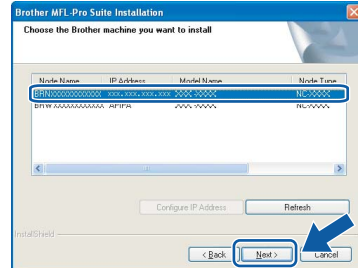 Brother MFL-Pro Suite Installation
Choose the Brother machine you want to install
Node Name IP Address Model Name Node Type
BRNXXXXXXXXXXXX xxx.xxx.xxx.xxx XXX-XXXX NC-XXXX
BRWXXXXXXXXXXXX APIPA XXX-XXXX NC-XXXX
Configure IP Address Refresh
InstallShield
< Back Next > Cancel